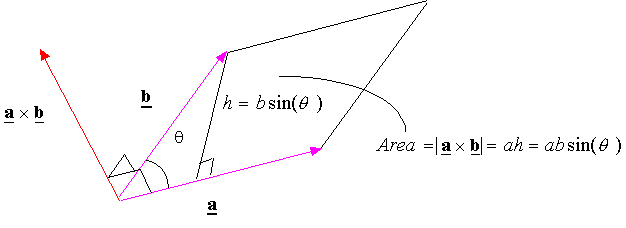 b
a × b
h = b sin(θ )
θ
Area =| a × b |= ah = ab sin(θ )
a